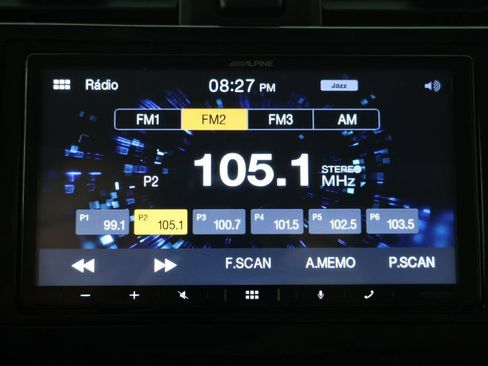 ALPINE
Rádio 08:27 PM Jazz
FM1 FM2 FM3 AM
P2 105.1 STEREO MHz
P1 99.1 P2 105.1 P3 100.7 P4 101.5 P5 102.5 P6 103.5
F.SCAN A.MEMO P.SCAN